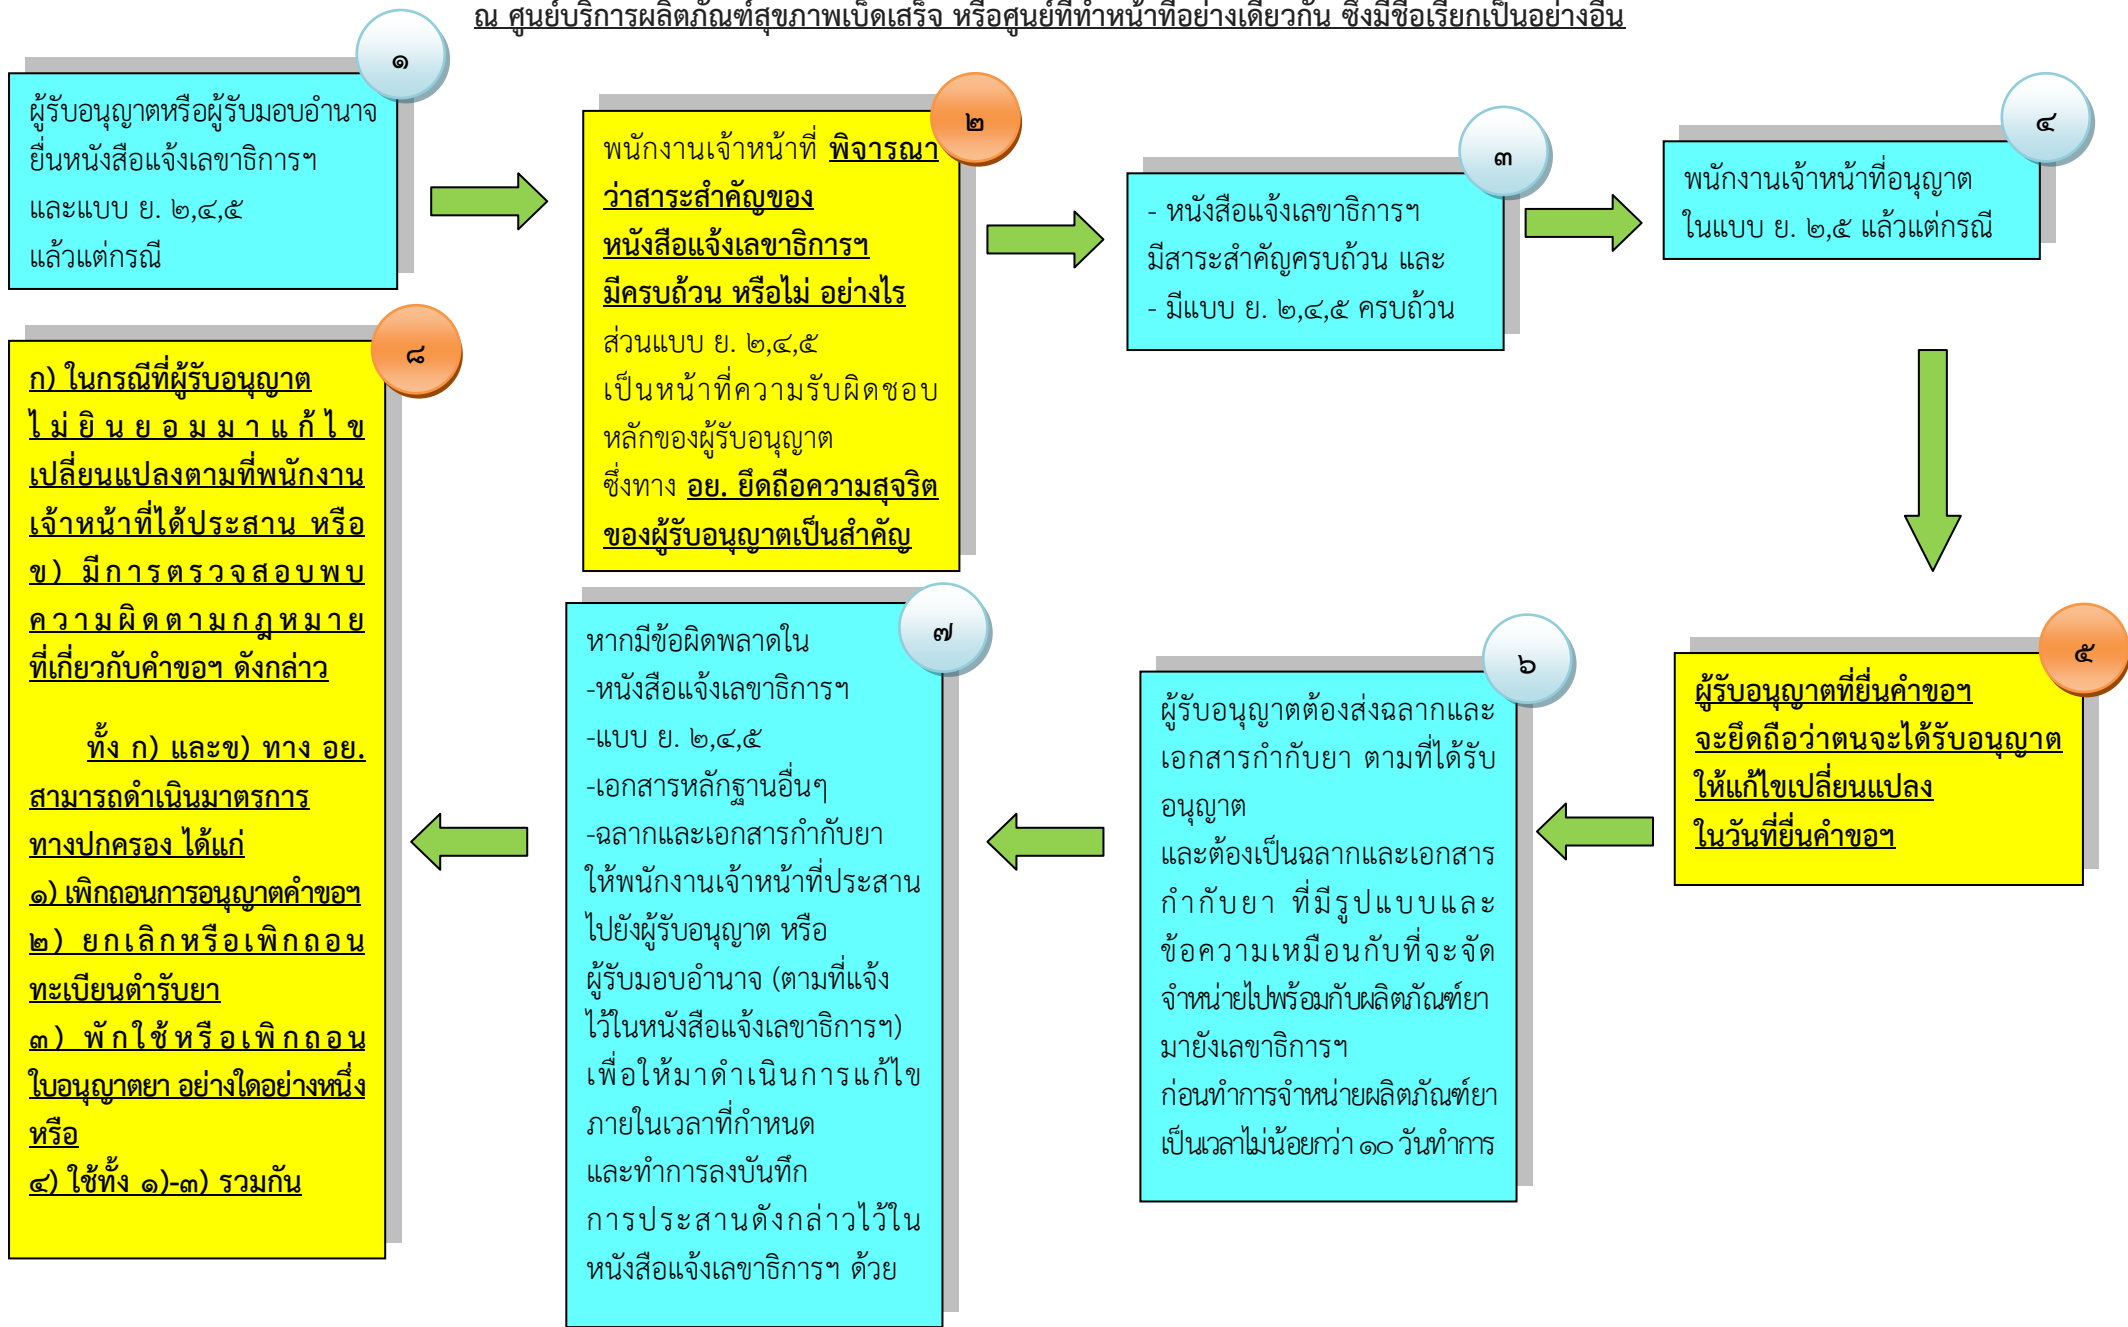 ณ ศูนย์บริการผลิตภัณฑ์สุขภาพเบ็ดเสร็จ หรือศูนย์ที่ทำหน้าที่อย่างเดียวกัน ซึ่งมีชื่อเรียกเป็นอย่างอื่น
๑
ผู้รับอนุญาตหรือผู้รับมอบอำนาจ
ยื่นหนังสือแจ้งเลขาธิการฯ
และแบบ ย. ๒,๔,๕
แล้วแต่กรณี
๒
พนักงานเจ้าหน้าที่ พิจารณา
ว่าสาระสำคัญของ
หนังสือแจ้งเลขาธิการฯ
มีครบถ้วน หรือไม่ อย่างไร
ส่วนแบบ ย. ๒,๔,๕
เป็นหน้าที่ความรับผิดชอบ
หลักของผู้รับอนุญาต
ซึ่งทาง อย. ยึดถือความสุจริต
ของผู้รับอนุญาตเป็นสำคัญ
๓
- หนังสือแจ้งเลขาธิการฯ
มีสาระสำคัญครบถ้วน และ
- มีแบบ ย. ๒,๔,๕ ครบถ้วน
๔
พนักงานเจ้าหน้าที่อนุญาต
ในแบบ ย. ๒,๕ แล้วแต่กรณี
๕
ผู้รับอนุญาตที่ยื่นคำขอฯ
จะยึดถือว่าตนจะได้รับอนุญาต
ให้แก้ไขเปลี่ยนแปลง
ในวันที่ยื่นคำขอฯ
๖
ผู้รับอนุญาตต้องส่งฉลากและ
เอกสารกำกับยา ตามที่ได้รับ
อนุญาต
และต้องเป็นฉลากและเอกสาร
กำกับยา ที่มีรูปแบบและ
ข้อความเหมือนกับที่จะจัด
จำหน่ายไปพร้อมกับผลิตภัณฑ์ยา
มายังเลขาธิการฯ
ก่อนทำการจำหน่ายผลิตภัณฑ์ยา
เป็นเวลาไม่น้อยกว่า ๑๐ วันทำการ
๗
หากมีข้อผิดพลาดใน
-หนังสือแจ้งเลขาธิการฯ
-แบบ ย. ๒,๔,๕
-เอกสารหลักฐานอื่นๆ
-ฉลากและเอกสารกำกับยา
ให้พนักงานเจ้าหน้าที่ประสาน
ไปยังผู้รับอนุญาต หรือ
ผู้รับมอบอำนาจ (ตามที่แจ้ง
ไว้ในหนังสือแจ้งเลขาธิการฯ)
เพื่อให้มาดำเนินการแก้ไข
ภายในเวลาที่กำหนด
และทำการลงบันทึก
การประสานดังกล่าวไว้ใน
หนังสือแจ้งเลขาธิการฯ ด้วย
๘
ก) ในกรณีที่ผู้รับอนุญาต
ไม่ยินยอมมาแก้ไข
เปลี่ยนแปลงตามที่พนักงาน
เจ้าหน้าที่ได้ประสาน หรือ
ข) มีการตรวจสอบพบ
ความผิดตามกฎหมาย
ที่เกี่ยวกับคำขอฯ ดังกล่าว
ทั้ง ก) และข) ทาง อย.
สามารถดำเนินมาตรการ
ทางปกครอง ได้แก่
๑) เพิกถอนการอนุญาตคำขอฯ
๒) ยกเลิกหรือเพิกถอน
ทะเบียนตำรับยา
๓) พักใช้หรือเพิกถอน
ใบอนุญาตยา อย่างใดอย่างหนึ่ง
หรือ
๔) ใช้ทั้ง ๑)-๓) รวมกัน